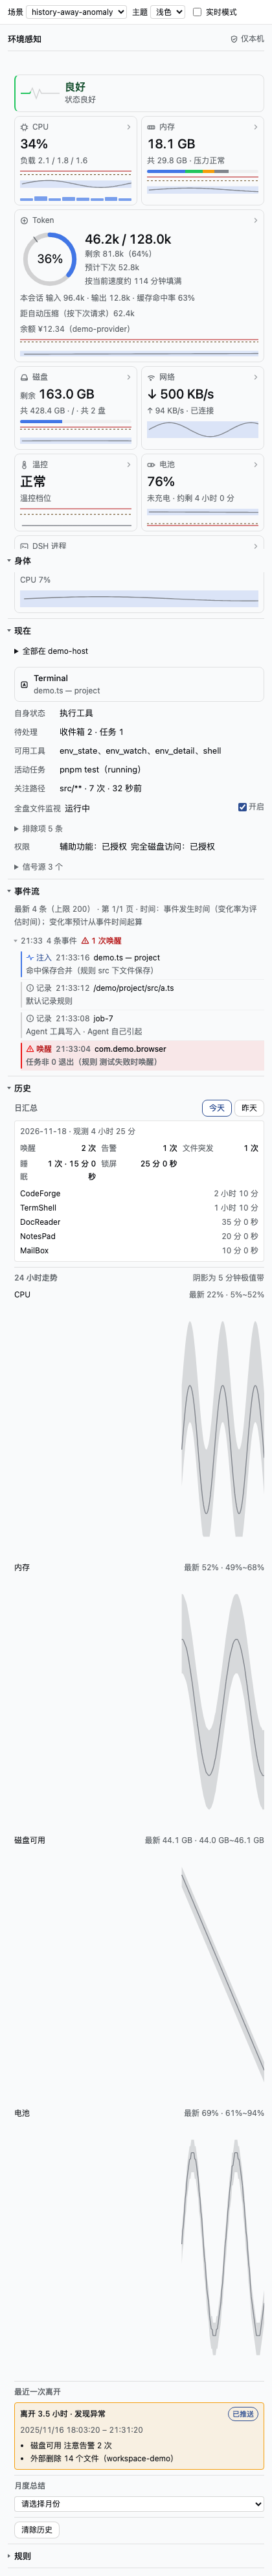 场景 history-away-anomaly 主题 浅色 实时模式
环境感知 仅本机
良好
状态良好
CPU
34%
负载 2.1 / 1.8 / 1.6
内存
18.1 GB
共 29.8 GB · 压力正常
Token
36%
46.2k / 128.0k
剩余 81.8k（64%）
预计下次 52.8k
按当前速度约 114 分钟填满
本会话 输入 96.4k · 输出 12.8k · 缓存命中率 63%
距自动压缩（按下次请求）62.4k
余额 ¥12.34（demo-provider）
磁盘
剩余 163.0 GB
共 428.4 GB · / · 共 2 盘
网络
↓ 500 KB/s
↑ 94 KB/s · 已连接
温控
正常
温控档位
电池
76%
未充电 · 约剩 4 小时 0 分
DSH 进程
身体
CPU 7%
现在
全部在 demo-host
Terminal
demo.ts — project
自身状态 执行工具
待处理 收件箱 2 · 任务 1
可用工具 env_state、env_watch、env_detail、shell
活动任务 pnpm test（running）
关注路径 src/** · 7 次 · 32 秒前
全盘文件监视 运行中 开启
排除项 5 条
权限 辅助功能：已授权 完全磁盘访问：已授权
信号源 3 个
事件流
最新 4 条（上限 200） · 第 1/1 页 · 时间：事件发生时间（变化率为评
估时间）；变化率预计从事件时间起算
21:33 4 条事件 1 次唤醒
注入 21:33:16 demo.ts — project
命中保存合并（规则 src 下文件保存）
记录 21:33:12 /demo/project/src/a.ts
默认记录规则
记录 21:33:08 job-7
Agent 工具写入 · Agent 自己引起
唤醒 21:33:04 com.demo.browser
任务非 0 退出（规则 测试失败时唤醒）
历史
日汇总 今天 昨天
2026-11-18 · 观测 4 小时 25 分
唤醒 2 次 告警 1 次 文件突发 1 次
睡眠 1 次 · 15 分 0 秒 锁屏 25 分 0 秒
CodeForge 2 小时 10 分
TermShell 1 小时 10 分
DocReader 35 分 0 秒
NotesPad 20 分 0 秒
MailBox 10 分 0 秒
24 小时走势 阴影为 5 分钟极值带
CPU 最新 22% · 5%~52%
内存 最新 52% · 49%~68%
磁盘可用 最新 44.1 GB · 44.0 GB~46.1 GB
电池 最新 69% · 61%~94%
最近一次离开
离开 3.5 小时 · 发现异常 已推送
2025/11/16 18:03:20 – 21:31:20
• 磁盘可用 注意告警 2 次
• 外部删除 14 个文件（workspace-demo）
月度总结
请选择月份
清除历史
规则